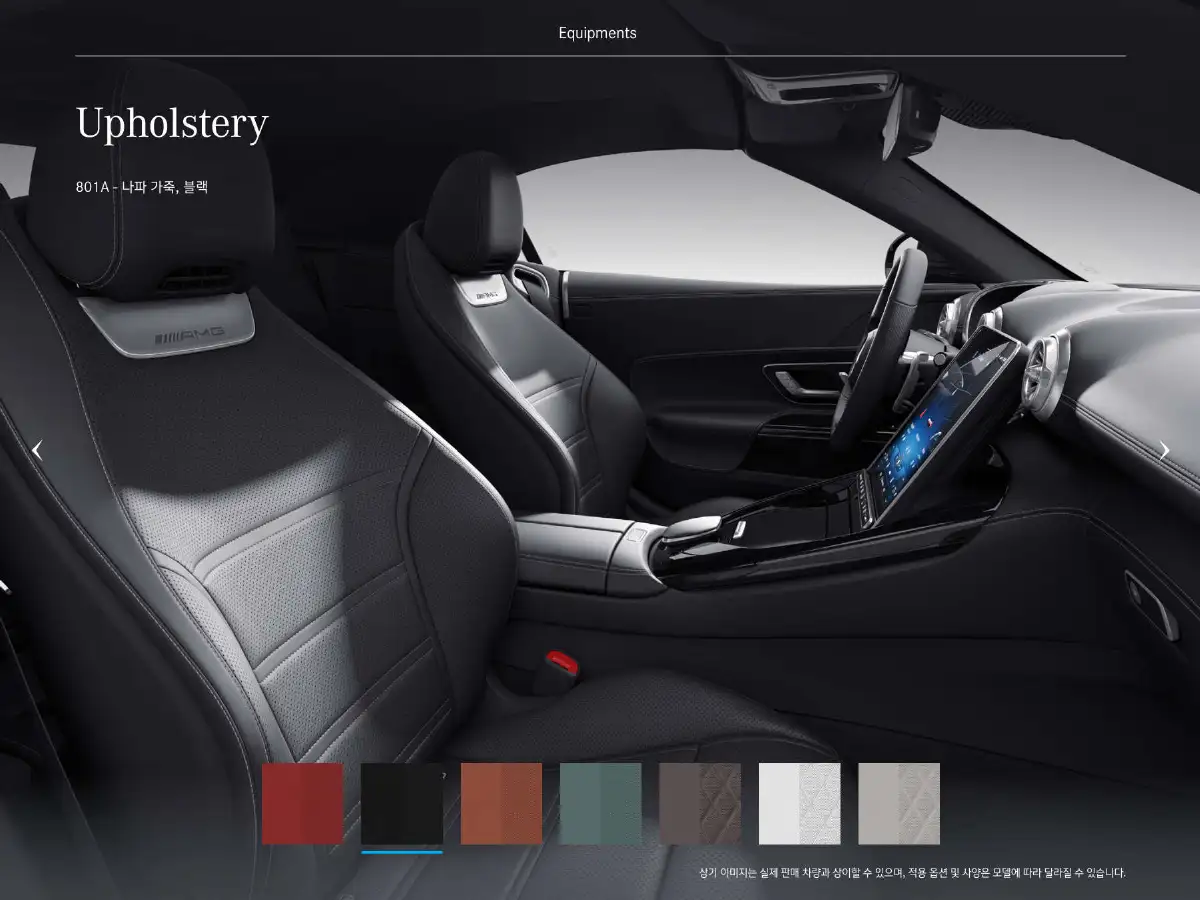 Equipments
Upholstery
801A - 나파 가죽, 블랙
AMG
AMG
상기 이미지는 실제 판매 차량과 상이할 수 있으며, 적용 옵션 및 사양은 모델에 따라 달라질 수 있습니다.